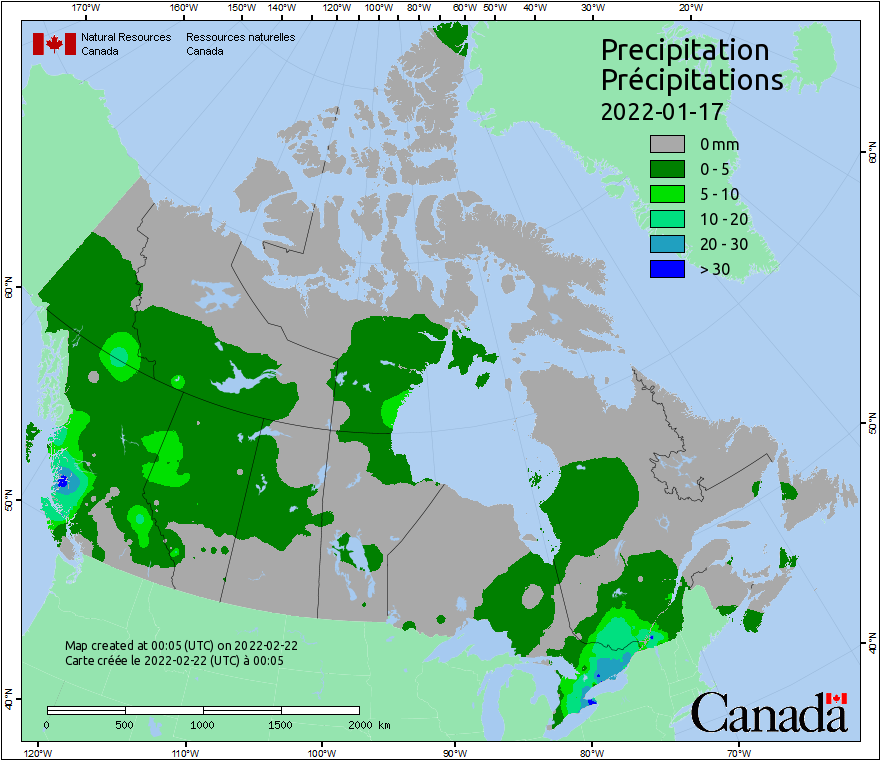 170°W 160°W 150°W 140°W 130°W 120°W 110°W 100°W 90°W 80°W 70°W 60°W 50°W 40°W 30°W 20°W
Natural Resources Canada
Ressources naturelles Canada
Precipitation
Précipitations
2022-01-17
0 mm
0 - 5
5 - 10
10 - 20
20 - 30
> 30
60°N
50°N
40°N
60°N
50°N
40°N
Map created at 00:05 (UTC) on 2022-02-22
Carte créée le 2022-02-22 (UTC) à 00:05
0 500 1000 1500 2000 km
Canada
120°W 110°W 100°W 90°W 80°W 70°W